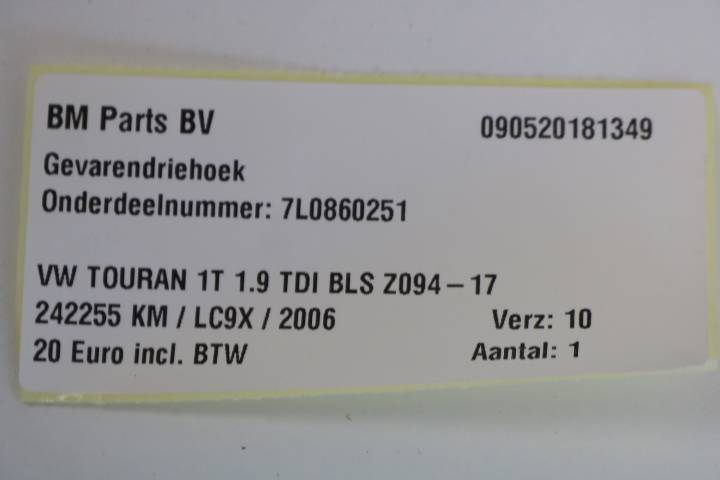 BM Parts BV 090520181349
Gevarendriehoek
Onderdeelnummer: 7L0860251
VW TOURAN 1T 1.9 TDI BLS Z094-17
242255 KM / LC9X / 2006 Verz: 10
20 Euro incl. BTW Aantal: 1